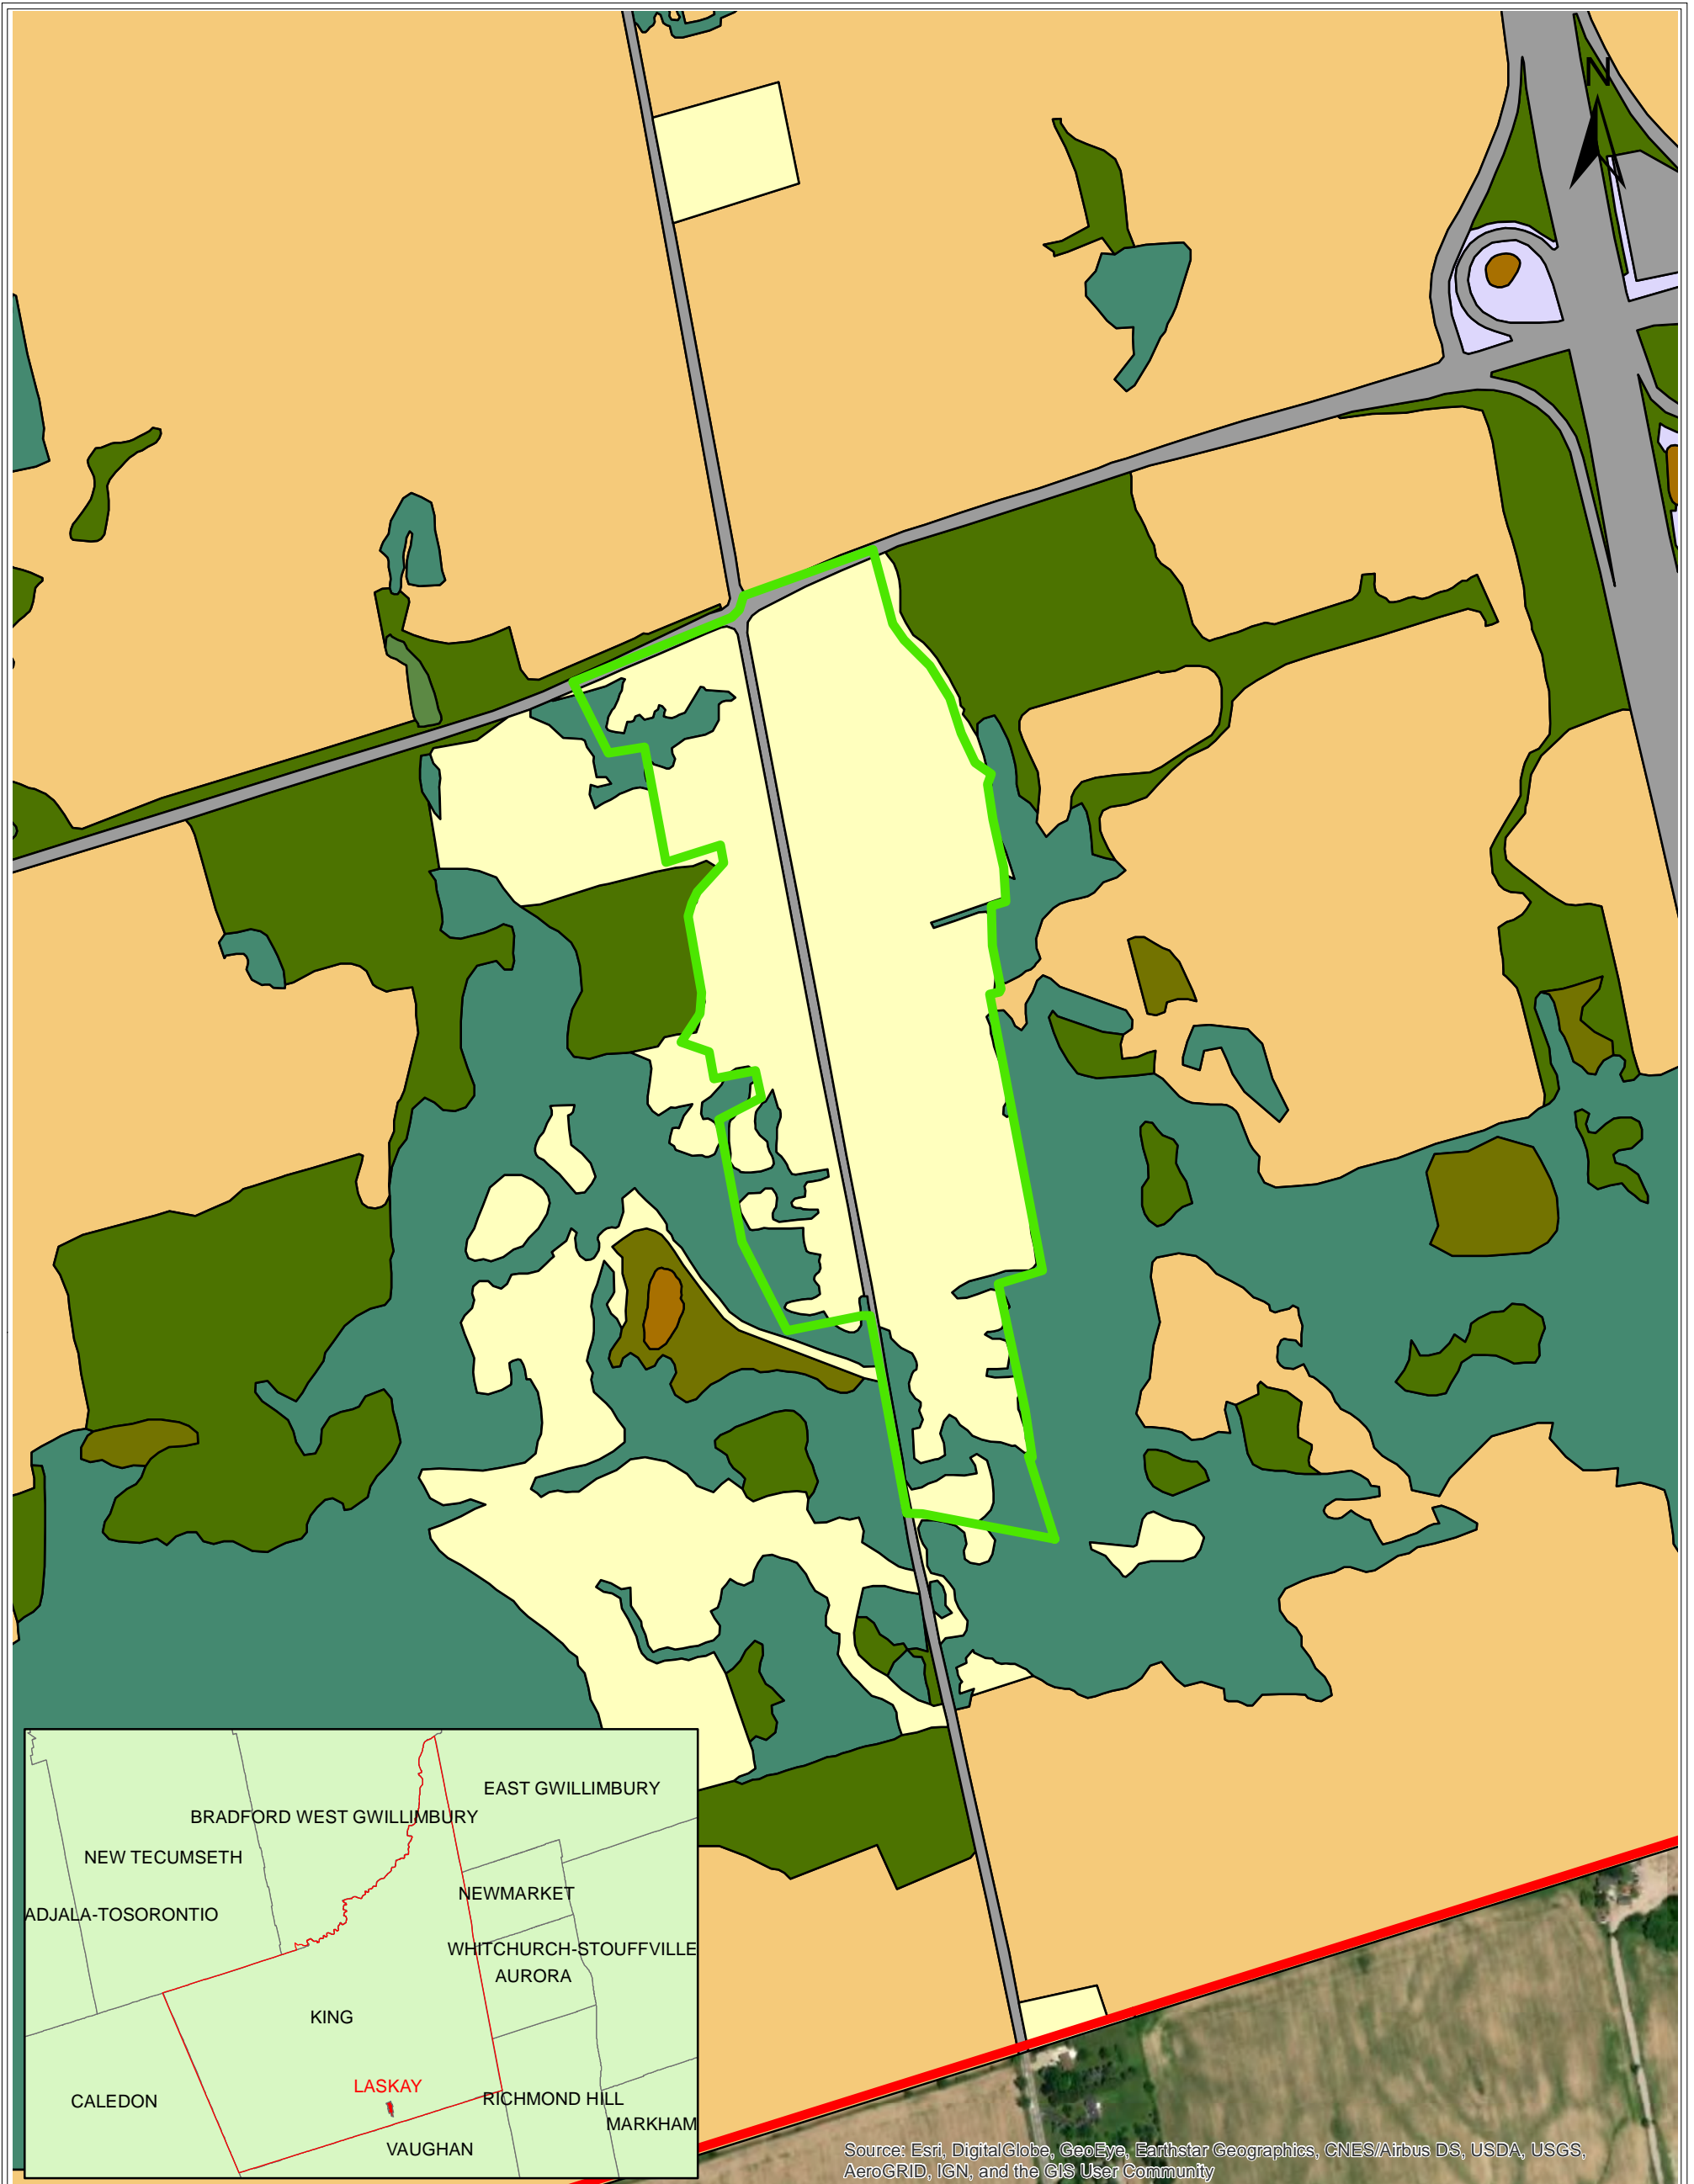 N
EAST GWILLIMBURY
BRADFORD WEST GWILLIMBURY
NEW TECUMSETH
NEWMARKET
ADJALA-TOSORONTIO
WHITCHURCH-STOUFFVILLE
AURORA
KING
LASKAY
CALEDON
RICHMOND HILL
MARKHAM
VAUGHAN
Source: Esri, DigitalGlobe, GeoEye, Earthstar Geographics, CNES/Airbus DS, USDA, USGS,
AeroGRID, IGN, and the GIS User Community